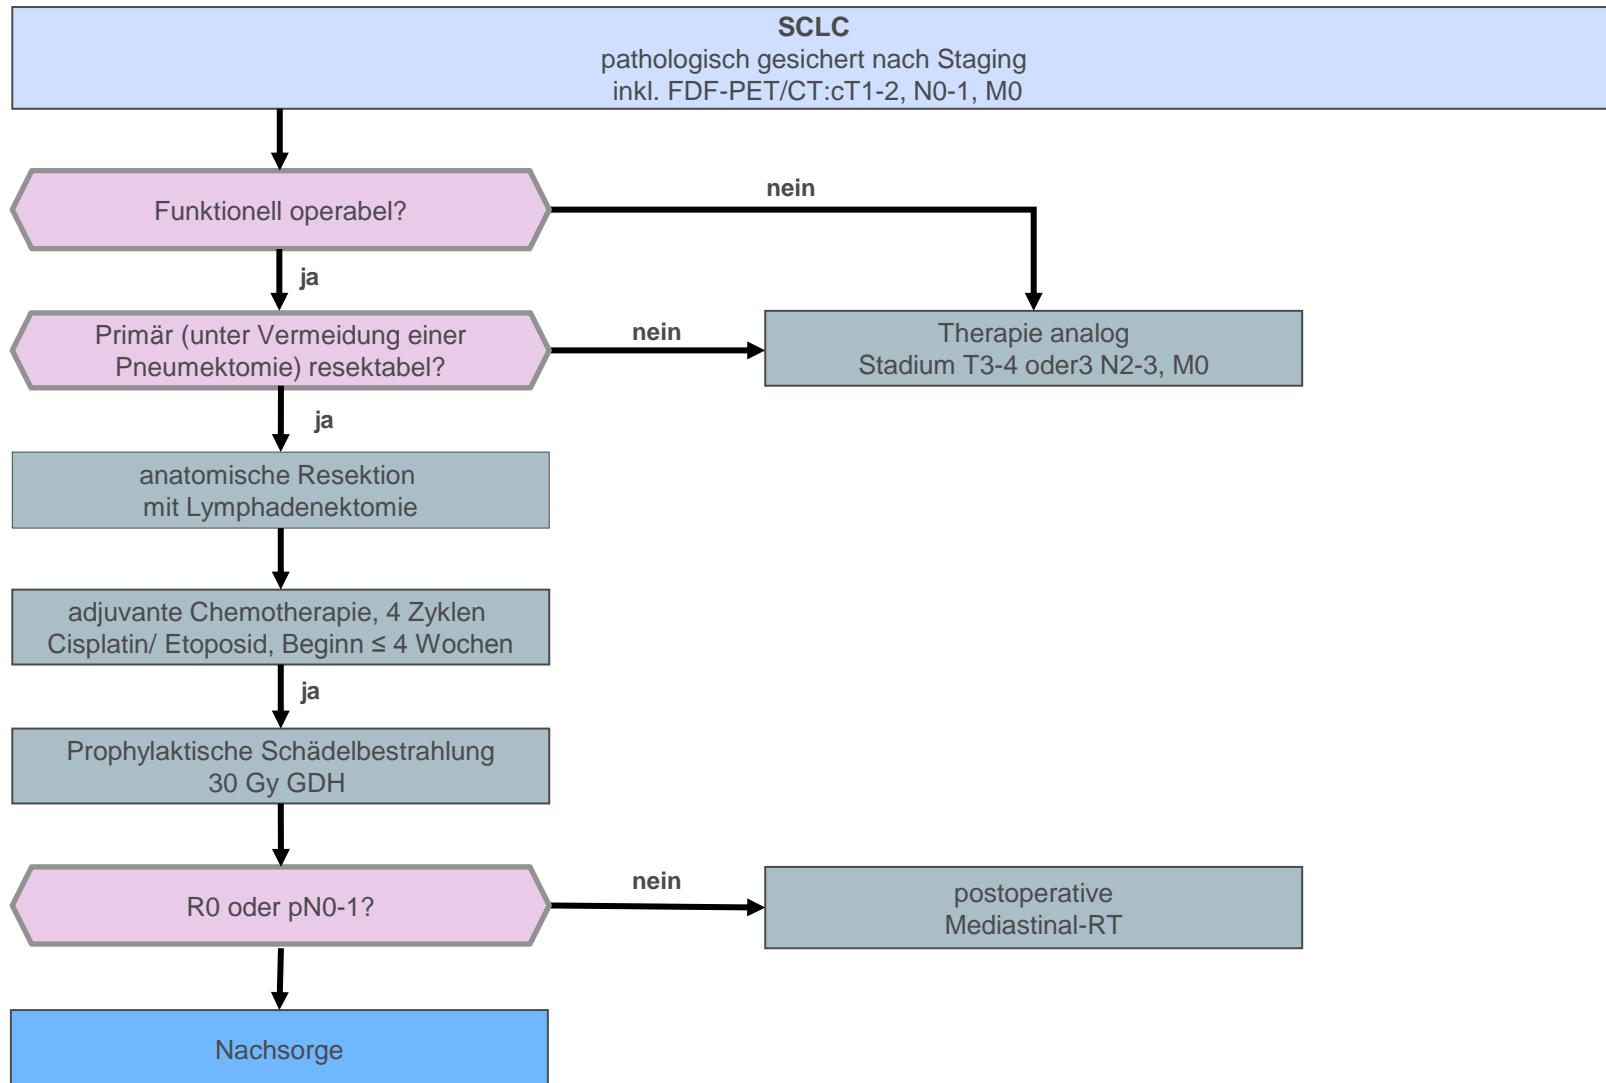 SCLC
pathologisch gesichert nach Staging
inkl. FDF-PET/CT:cT1-2, N0-1, M0
Funktionell operabel?
nein
ja
Primär (unter Vermeidung einer
Pneumektomie) resektabel?
nein
Therapie analog
Stadium T3-4 oder3 N2-3, M0
ja
anatomische Resektion
mit Lymphadenektomie
adjuvante Chemotherapie, 4 Zyklen
Cisplatin/ Etoposid, Beginn ≤ 4 Wochen
ja
Prophylaktische Schädelbestrahlung
30 Gy GDH
R0 oder pN0-1?
nein
postoperative
Mediastinal-RT
Nachsorge